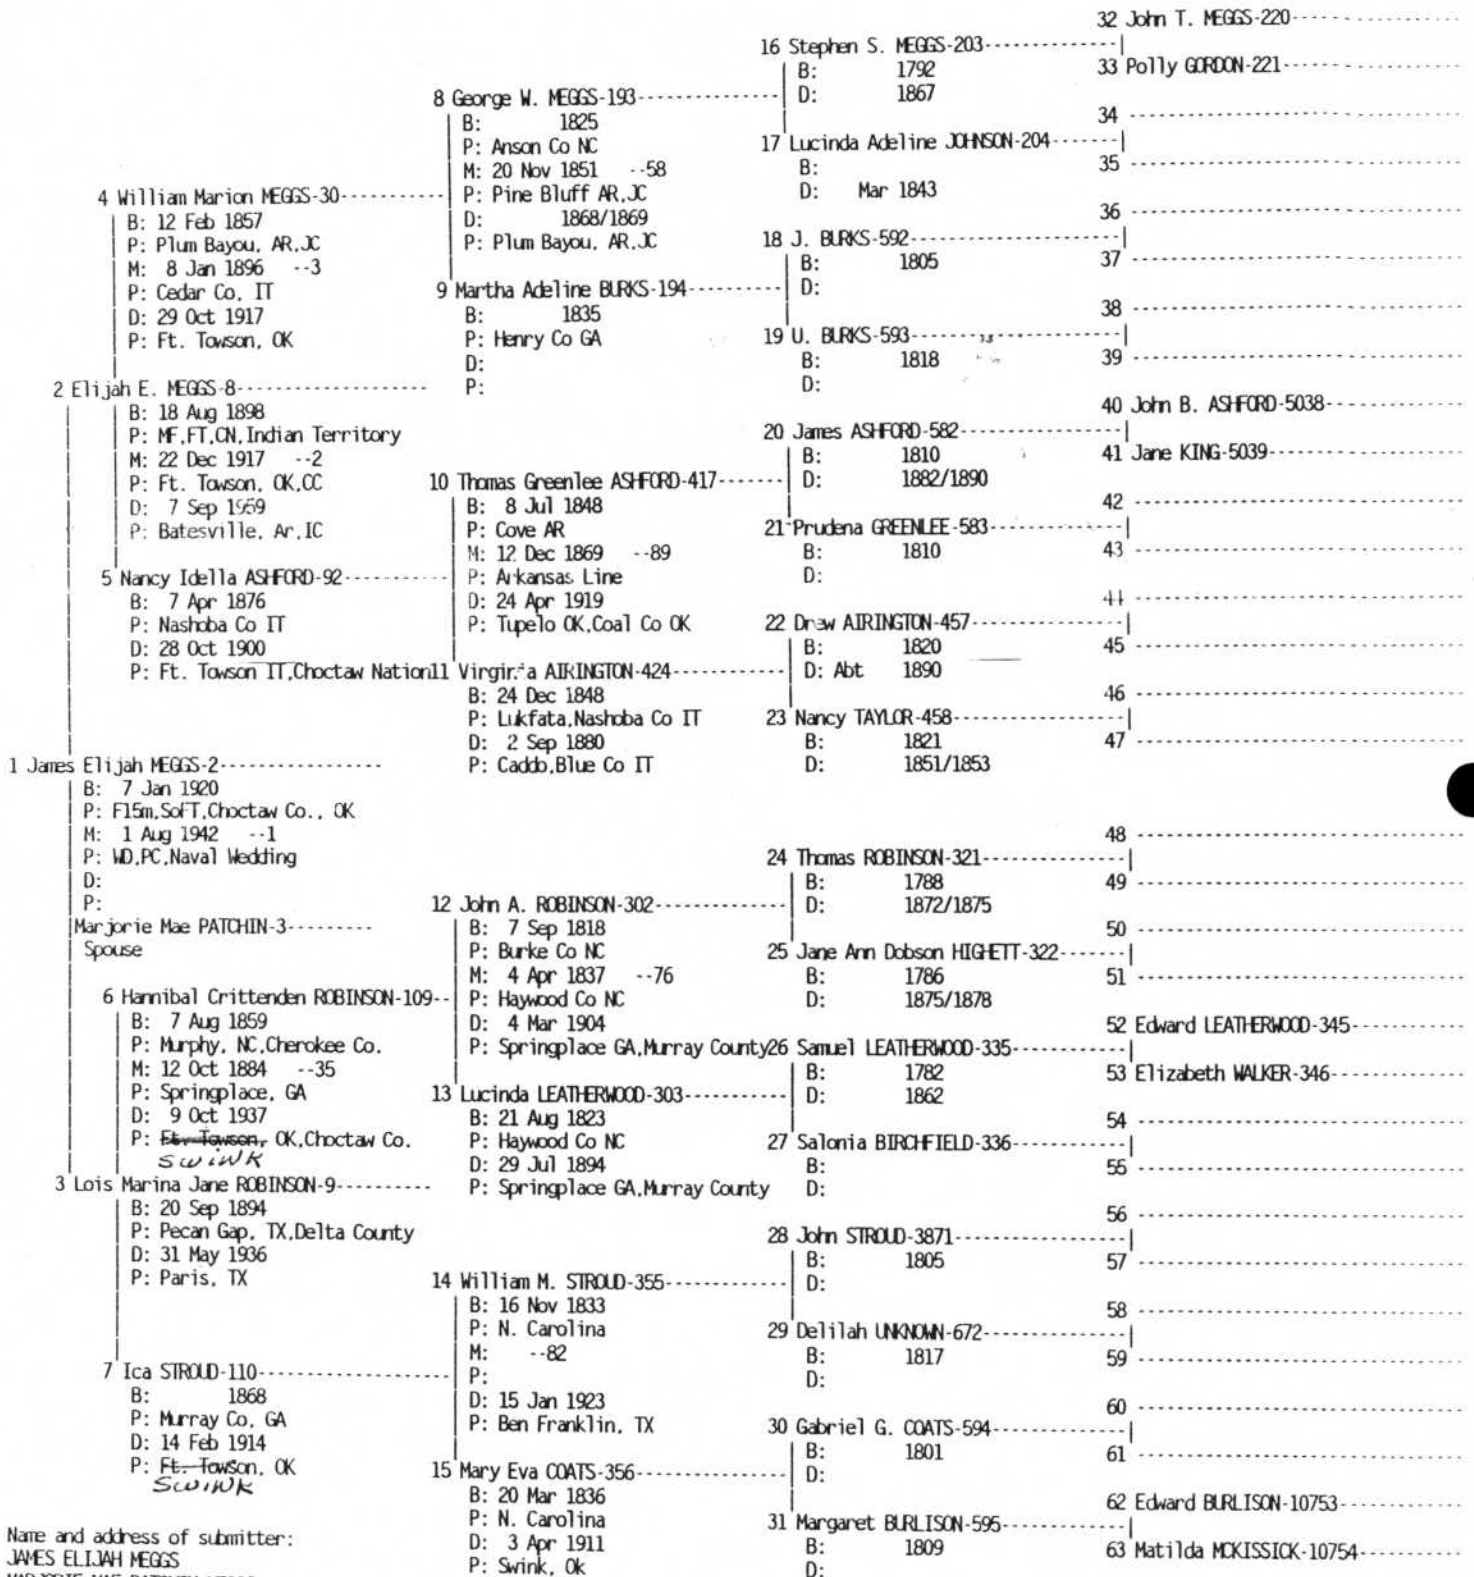 1 James Elijah MEGGS-2
B: 7 Jan 1920
P: F15m,SofT,Choctaw Co., OK
M: 1 Aug 1942 --1
P: WD,PC,Naval Wedding
D:
P:
Marjorie Mae PATCHIN-3
Spouse
2 Elijah E. MEGGS-8
B: 18 Aug 1898
P: MF,FT,CN,Indian Territory
M: 22 Dec 1917 --2
P: Ft. Towson, OK,CC
D: 7 Sep 1959
P: Batesville, Ar,IC
3 Lois Marina Jane ROBINSON-9
B: 20 Sep 1894
P: Pecan Gap, TX,Delta County
D: 31 May 1936
P: Paris, TX
4 William Marion MEGGS-30
B: 12 Feb 1857
P: Plum Bayou, AR,JC
M: 8 Jan 1896 --3
P: Cedar Co, IT
D: 29 Oct 1917
P: Ft. Towson, OK
5 Nancy Idella ASHFORD-92
B: 7 Apr 1876
P: Nashoba Co IT
D: 28 Oct 1900
P: Ft. Towson IT,Choctaw Nation
6 Hannibal Crittenden ROBINSON-109
B: 7 Aug 1859
P: Murphy, NC,Cherokee Co.
M: 12 Oct 1884 --35
P: Springplace, GA
D: 9 Oct 1937
P: Ft. Towson, OK,Choctaw Co.
SWINK
7 Ica STROUD-110
B: 1868
P: Murray Co, GA
D: 14 Feb 1914
P: Ft. Towson, OK
SWINK
8 George W. MEGGS-193
B: 1825
P: Anson Co NC
M: 20 Nov 1851 --58
P: Pine Bluff AR,JC
D: 1868/1869
P: Plum Bayou, AR,JC
9 Martha Adeline BURKS-194
B: 1835
P: Henry Co GA
D:
P:
10 Thomas Greenlee ASHFORD-417
B: 8 Jul 1848
P: Cove AR
M: 12 Dec 1869 --89
P: Arkansas Line
D: 24 Apr 1919
P: Tupelo OK,Coal Co OK
11 Virginia AIRINGTON-424
B: 24 Dec 1848
P: Lukfata,Nashoba Co IT
D: 2 Sep 1880
P: Caddo,Blue Co IT
12 John A. ROBINSON-302
B: 7 Sep 1818
P: Burke Co NC
M: 4 Apr 1837 --76
P: Haywood Co NC
D: 4 Mar 1904
P: Springplace GA,Murray County
13 Lucinda LEATHERWOOD-303
B: 21 Aug 1823
P: Haywood Co NC
D: 29 Jul 1894
P: Springplace GA,Murray County
14 William M. STROUD-355
B: 16 Nov 1833
P: N. Carolina
M: --82
P:
D: 15 Jan 1923
P: Ben Franklin, TX
15 Mary Eva COATS-356
B: 20 Mar 1836
P: N. Carolina
D: 3 Apr 1911
P: Swink, Ok
16 Stephen S. MEGGS-203
B: 1792
D: 1867
17 Lucinda Adeline JOHNSON-204
B:
D: Mar 1843
18 J. BURKS-592
B: 1805
D:
19 U. BURKS-593
B: 1818
D:
20 James ASHFORD-582
B: 1810
D: 1882/1890
21 Prudena GREENLEE-583
B: 1810
D:
22 Drew AIRINGTON-457
B: 1820
D: Abt 1890
23 Nancy TAYLOR-458
B: 1821
D: 1851/1853
24 Thomas ROBINSON-321
B: 1788
D: 1872/1875
25 Jane Ann Dobson HIGHETT-322
B: 1786
D: 1875/1878
26 Samuel LEATHERWOOD-335
B: 1782
D: 1862
27 Salonia BIRCHFIELD-336
B:
D:
28 John STROUD-3871
B: 1805
D:
29 Delilah UNKNOWN-672
B: 1817
D:
30 Gabriel G. COATS-594
B: 1801
D:
31 Margaret BURLISON-595
B: 1809
D:
32 John T. MEGGS-220
33 Polly GORDON-221
34
35
36
37
38
39
40 John B. ASHFORD-5038
41 Jane KING-5039
42
43
44
45
46
47
48
49
50
51
52 Edward LEATHERWOOD-345
53 Elizabeth WALKER-346
54
55
56
57
58
59
60
61
62 Edward BURLISON-10753
63 Matilda MCKISSICK-10754
Name and address of submitter:
JAMES ELIJAH MEGGS